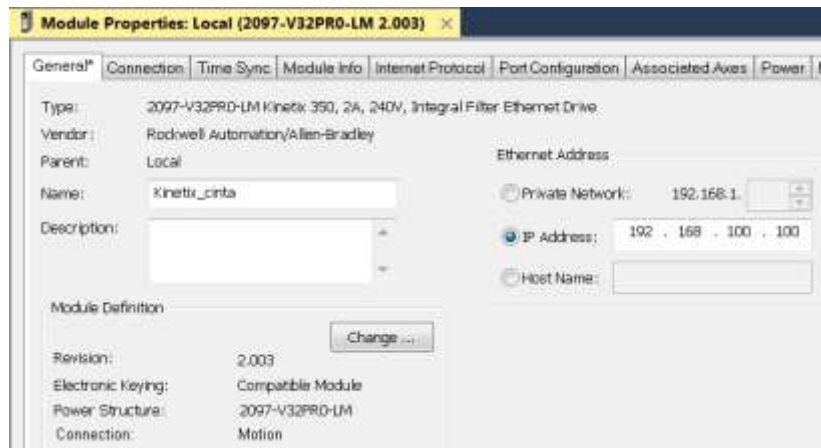 Module Properties: Local (2097-V32PR0-LM 2.003) ×
General* Connection Time Sync Module Info Internet Protocol Port Configuration Associated Axes Power
Type: 2097-V32PR0-LM Kinetix 350, 2A, 240V, Integral Filter Ethernet Drive
Vendor: Rockwell Automation/Allen-Bradley
Parent: Local
Name: Kinetix_cinta
Description:
Ethernet Address
Private Network: 192.168.1.
IP Address: 192 . 168 . 100 . 100
Host Name:
Module Definition
Change ...
Revision: 2.003
Electronic Keying: Compatible Module
Power Structure: 2097-V32PR0-LM
Connection: Motion